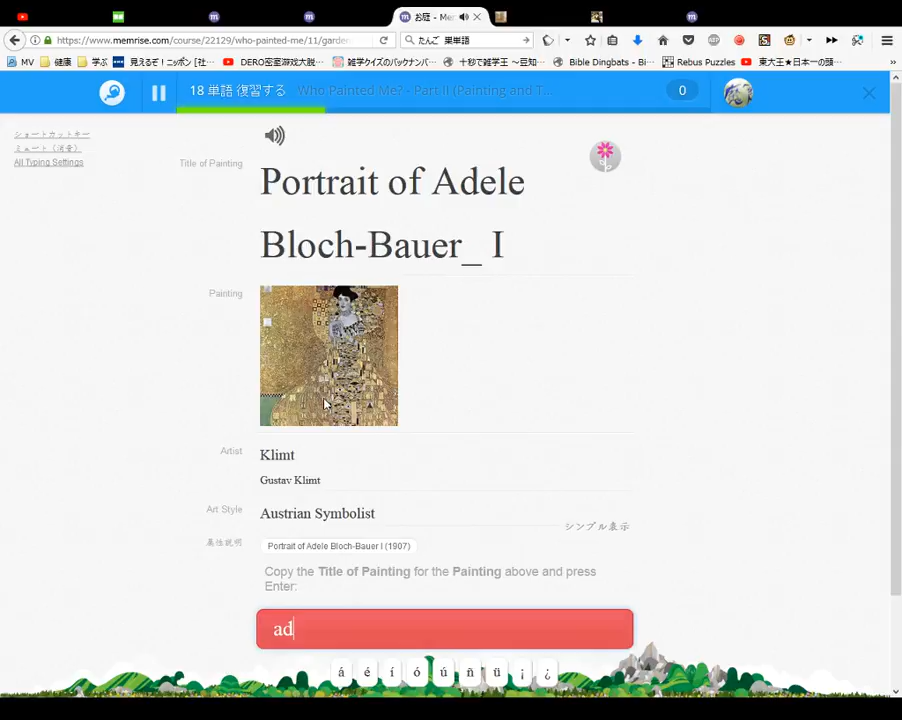 お庭 - Mem
https://www.memrise.com/course/22129/who-painted-me/11/garde
たんご 単単語
MV
健康
学ぶ
見えるぞ！ニッポン [社…
DERO密室游戏大脱…
雑学クイズのバックナンバ…
十秒で雑学王 ～豆知…
Bible Dingbats - Bi…
Rebus Puzzles
東大王★日本一の頭…
18 単語 復習する
Who Painted Me? - Part II (Painting and T...
0
ショートカットキー
ミュート（消音）
All Typing Settings
Title of Painting
Portrait of Adele
Bloch-Bauer_ I
Painting
Artist
Klimt
Gustav Klimt
Art Style
Austrian Symbolist
シンプル表示
属性説明
Portrait of Adele Bloch-Bauer I (1907)
Copy the Title of Painting for the Painting above and press
Enter:
ad
á é í ó ú ñ ü ¡ ¿